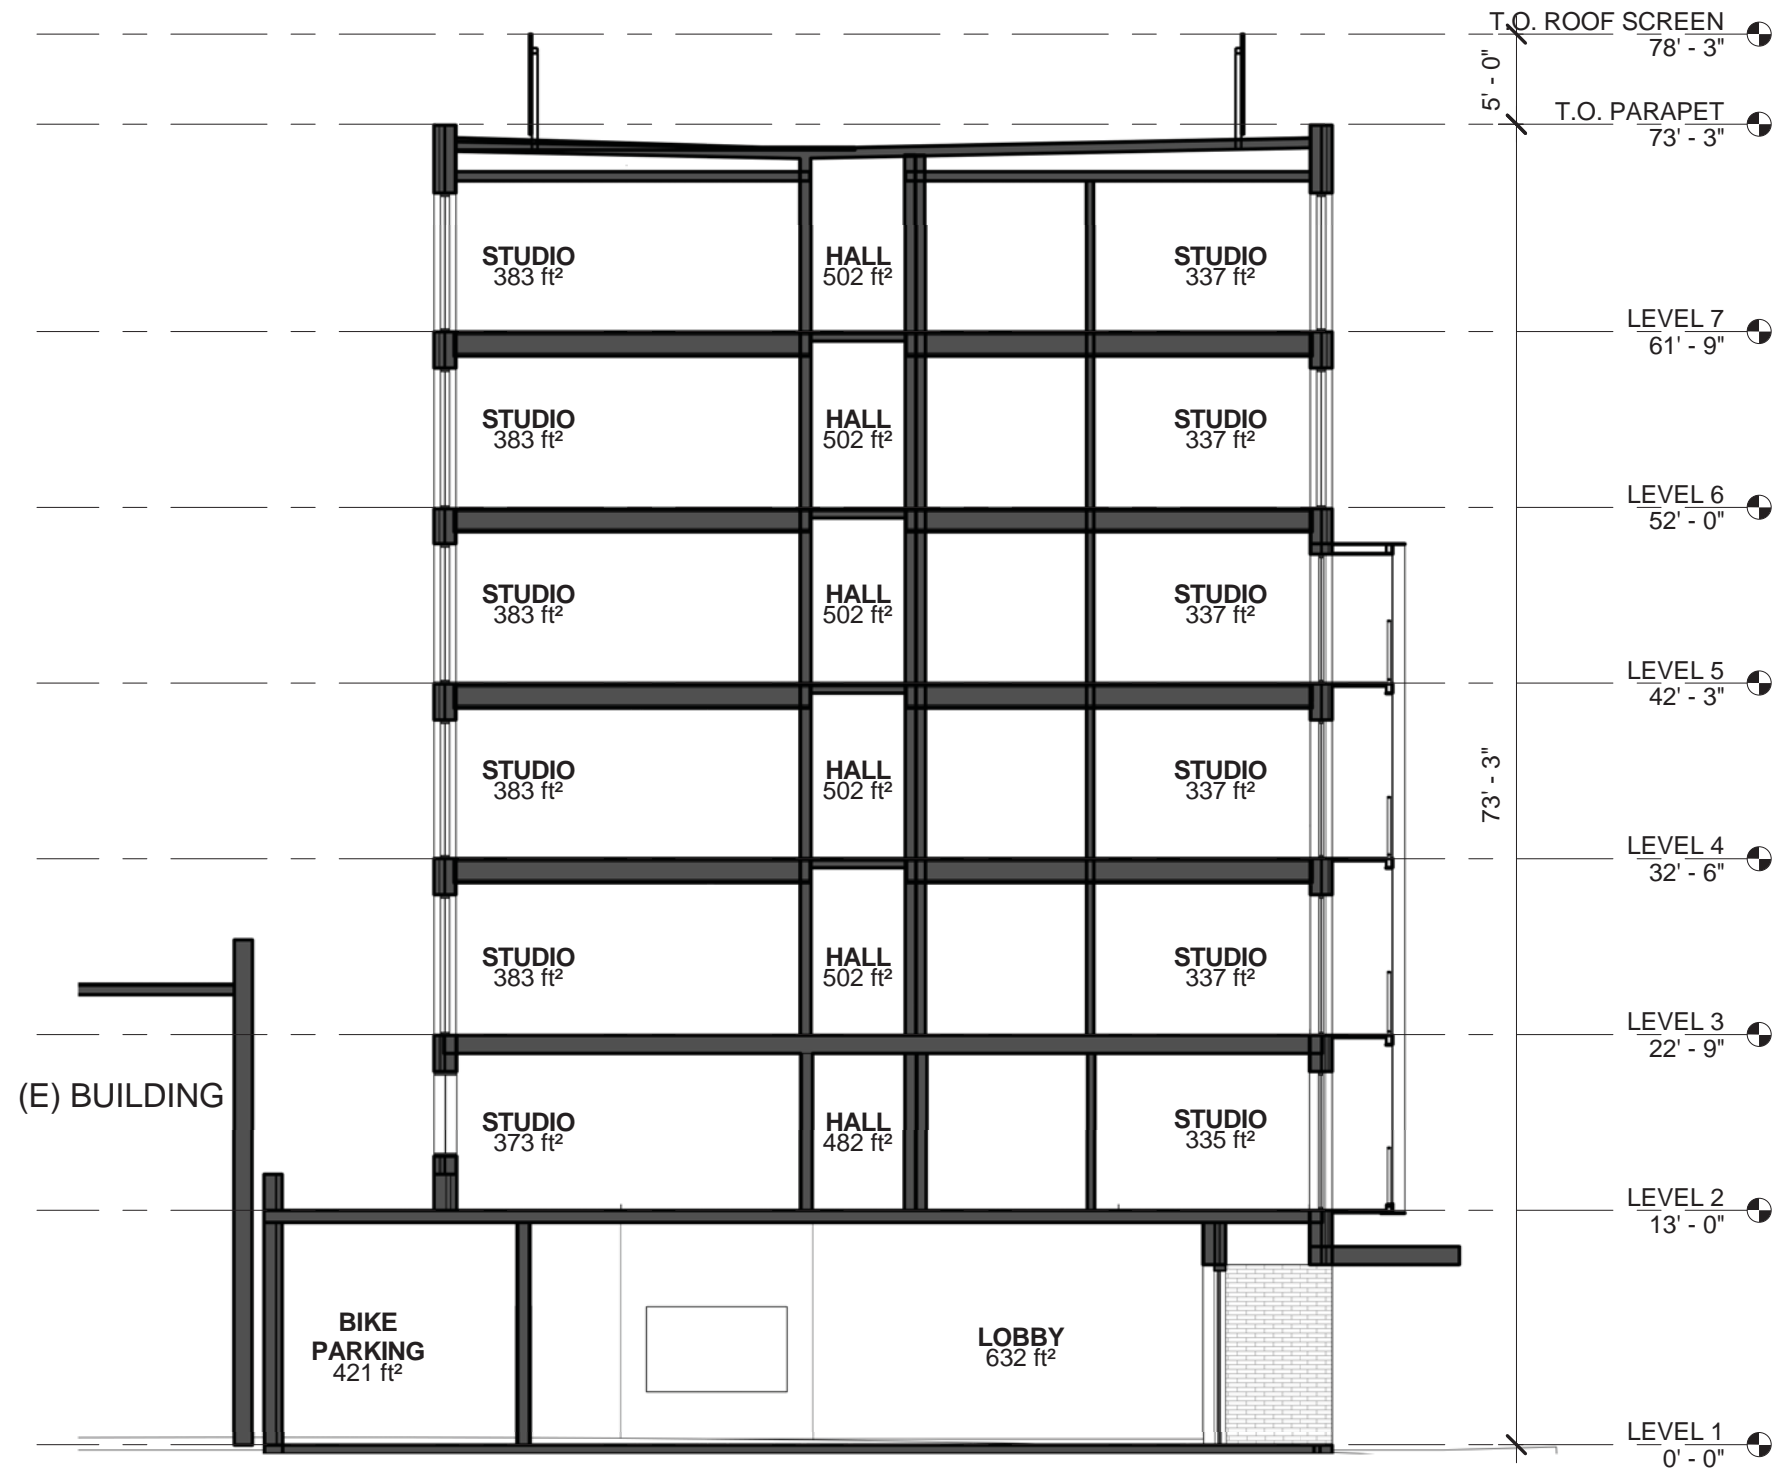 T.O. ROOF SCREEN
78' - 3"
5' - 0"
T.O. PARAPET
73' - 3"
STUDIO
383 ft²
HALL
502 ft²
STUDIO
337 ft²
LEVEL 7
61' - 9"
STUDIO
383 ft²
HALL
502 ft²
STUDIO
337 ft²
LEVEL 6
52' - 0"
STUDIO
383 ft²
HALL
502 ft²
STUDIO
337 ft²
LEVEL 5
42' - 3"
STUDIO
383 ft²
HALL
502 ft²
STUDIO
337 ft²
73' - 3"
LEVEL 4
32' - 6"
STUDIO
383 ft²
HALL
502 ft²
STUDIO
337 ft²
LEVEL 3
22' - 9"
(E) BUILDING
STUDIO
373 ft²
HALL
482 ft²
STUDIO
335 ft²
LEVEL 2
13' - 0"
BIKE
PARKING
421 ft²
LOBBY
632 ft²
LEVEL 1
0' - 0"